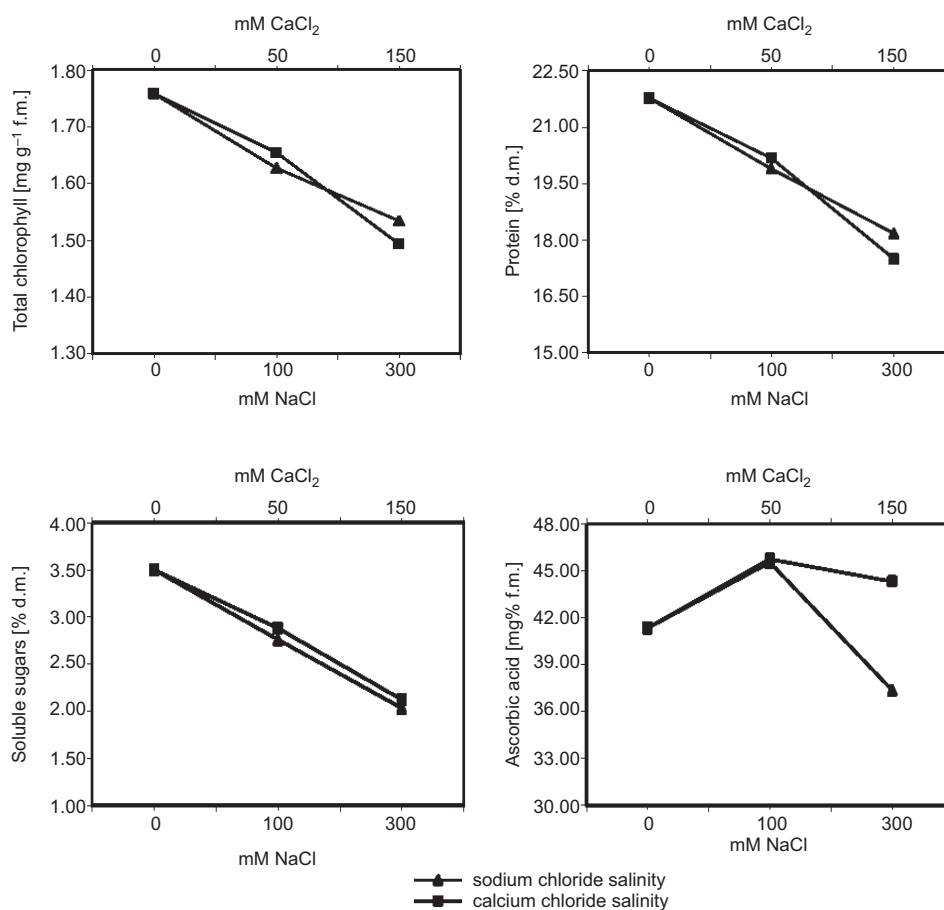 mM CaCl₂
0 50 150
Total chlorophyll [mg g⁻¹ f.m.]
1.80
1.70
1.60
1.50
1.40
1.30
0 100 300
mM NaCl
mM CaCl₂
0 50 150
Protein [% d.m.]
22.50
21.00
19.50
18.00
16.50
15.00
0 100 300
mM NaCl
mM CaCl₂
0 50 150
Soluble sugars [% d.m.]
4.00
3.50
3.00
2.50
2.00
1.50
1.00
0 100 300
mM NaCl
mM CaCl₂
0 50 150
Ascorbic acid [mg% f.m.]
48.00
45.00
42.00
39.00
36.00
33.00
30.00
0 100 300
mM NaCl
sodium chloride salinity
calcium chloride salinity